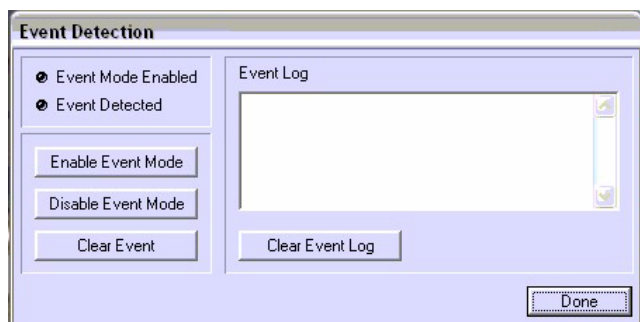 Event Detection
Event Mode Enabled
Event Detected
Enable Event Mode
Disable Event Mode
Clear Event
Event Log
Clear Event Log
Done